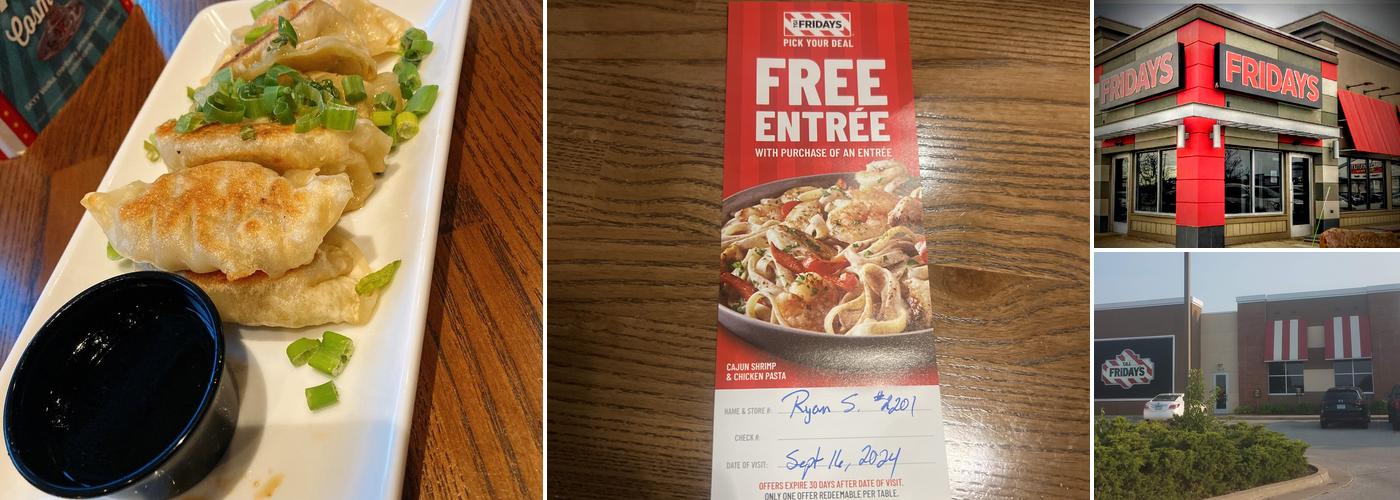 Cosm
TGI FRIDAYS
PICK YOUR DEAL
FREE
ENTRÉE
WITH PURCHASE OF AN ENTRÉE
CAJUN SHRIMP
& CHICKEN PASTA
NAME & STORE #: Ryan S. #2201
CHECK #:
DATE OF VISIT: Sept 16, 2024
OFFERS EXPIRE 30 DAYS AFTER DATE OF VISIT.
ONLY ONE OFFER REDEEMABLE PER TABLE.
FRIDAYS
FRIDAYS
T.G.I.
FRIDAYS